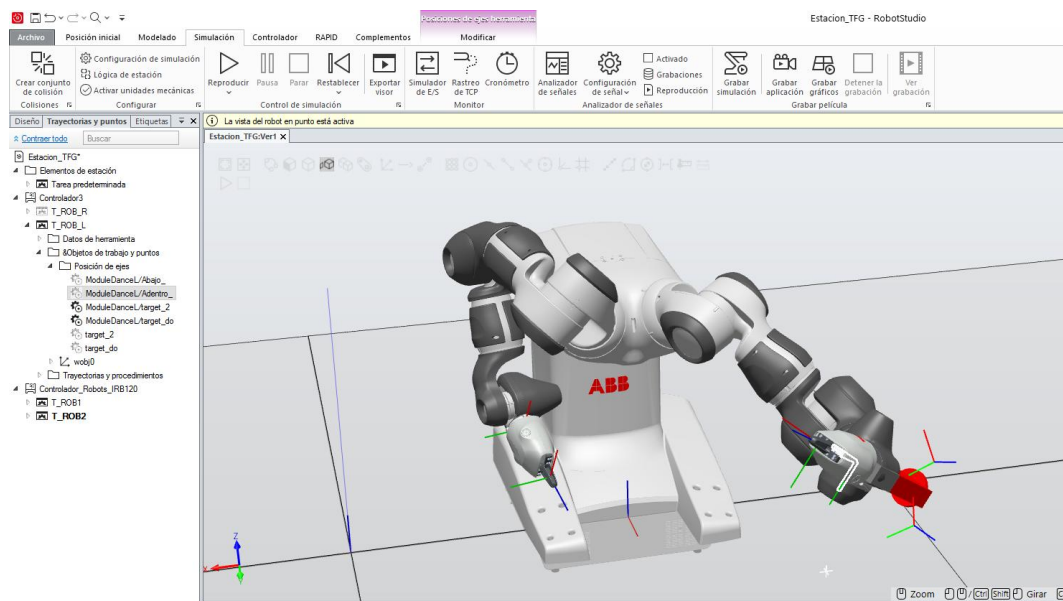 Posiciones de ejes herramienta
Estacion_TFG - RobotStudio
Archivo Posición inicial Modelado Simulación Controlador RAPID Complementos Modificar
Crear conjunto de colisión
Colisiones
Configuración de simulación
Lógica de estación
Activar unidades mecánicas
Configurar
Reproducir Pausa Parar Restablecer
Control de simulación
Exportar visor
Simulador de E/S
Rastreo de TCP
Cronómetro
Monitor
Analizador de señales
Configuración de señal
Activado
Grabaciones
Reproducción
Analizador de señales
Grabar simulación
Grabar aplicación
Grabar gráficos
Detener la grabación
Ver grabación
Grabar película
Diseño Trayectorias y puntos Etiquetas
La vista del robot en punto está activa
Contraer todo Buscar
Estacion_TFG:Ver1
Estacion_TFG*
Elementos de estación
Tarea predeterminada
Controlador3
T_ROB_R
T_ROB_L
Datos de herramienta
&Objetos de trabajo y puntos
Posición de ejes
ModuleDanceL/Abajo_
ModuleDanceL/Adentro_
ModuleDanceL/target_2
ModuleDanceL/target_do
target_2
target_do
wobj0
Trayectorias y procedimientos
Controlador_Robots_IRB120
T_ROB1
T_ROB2
ABB
Z
X
Y
Zoom / Ctrl Shift Girar